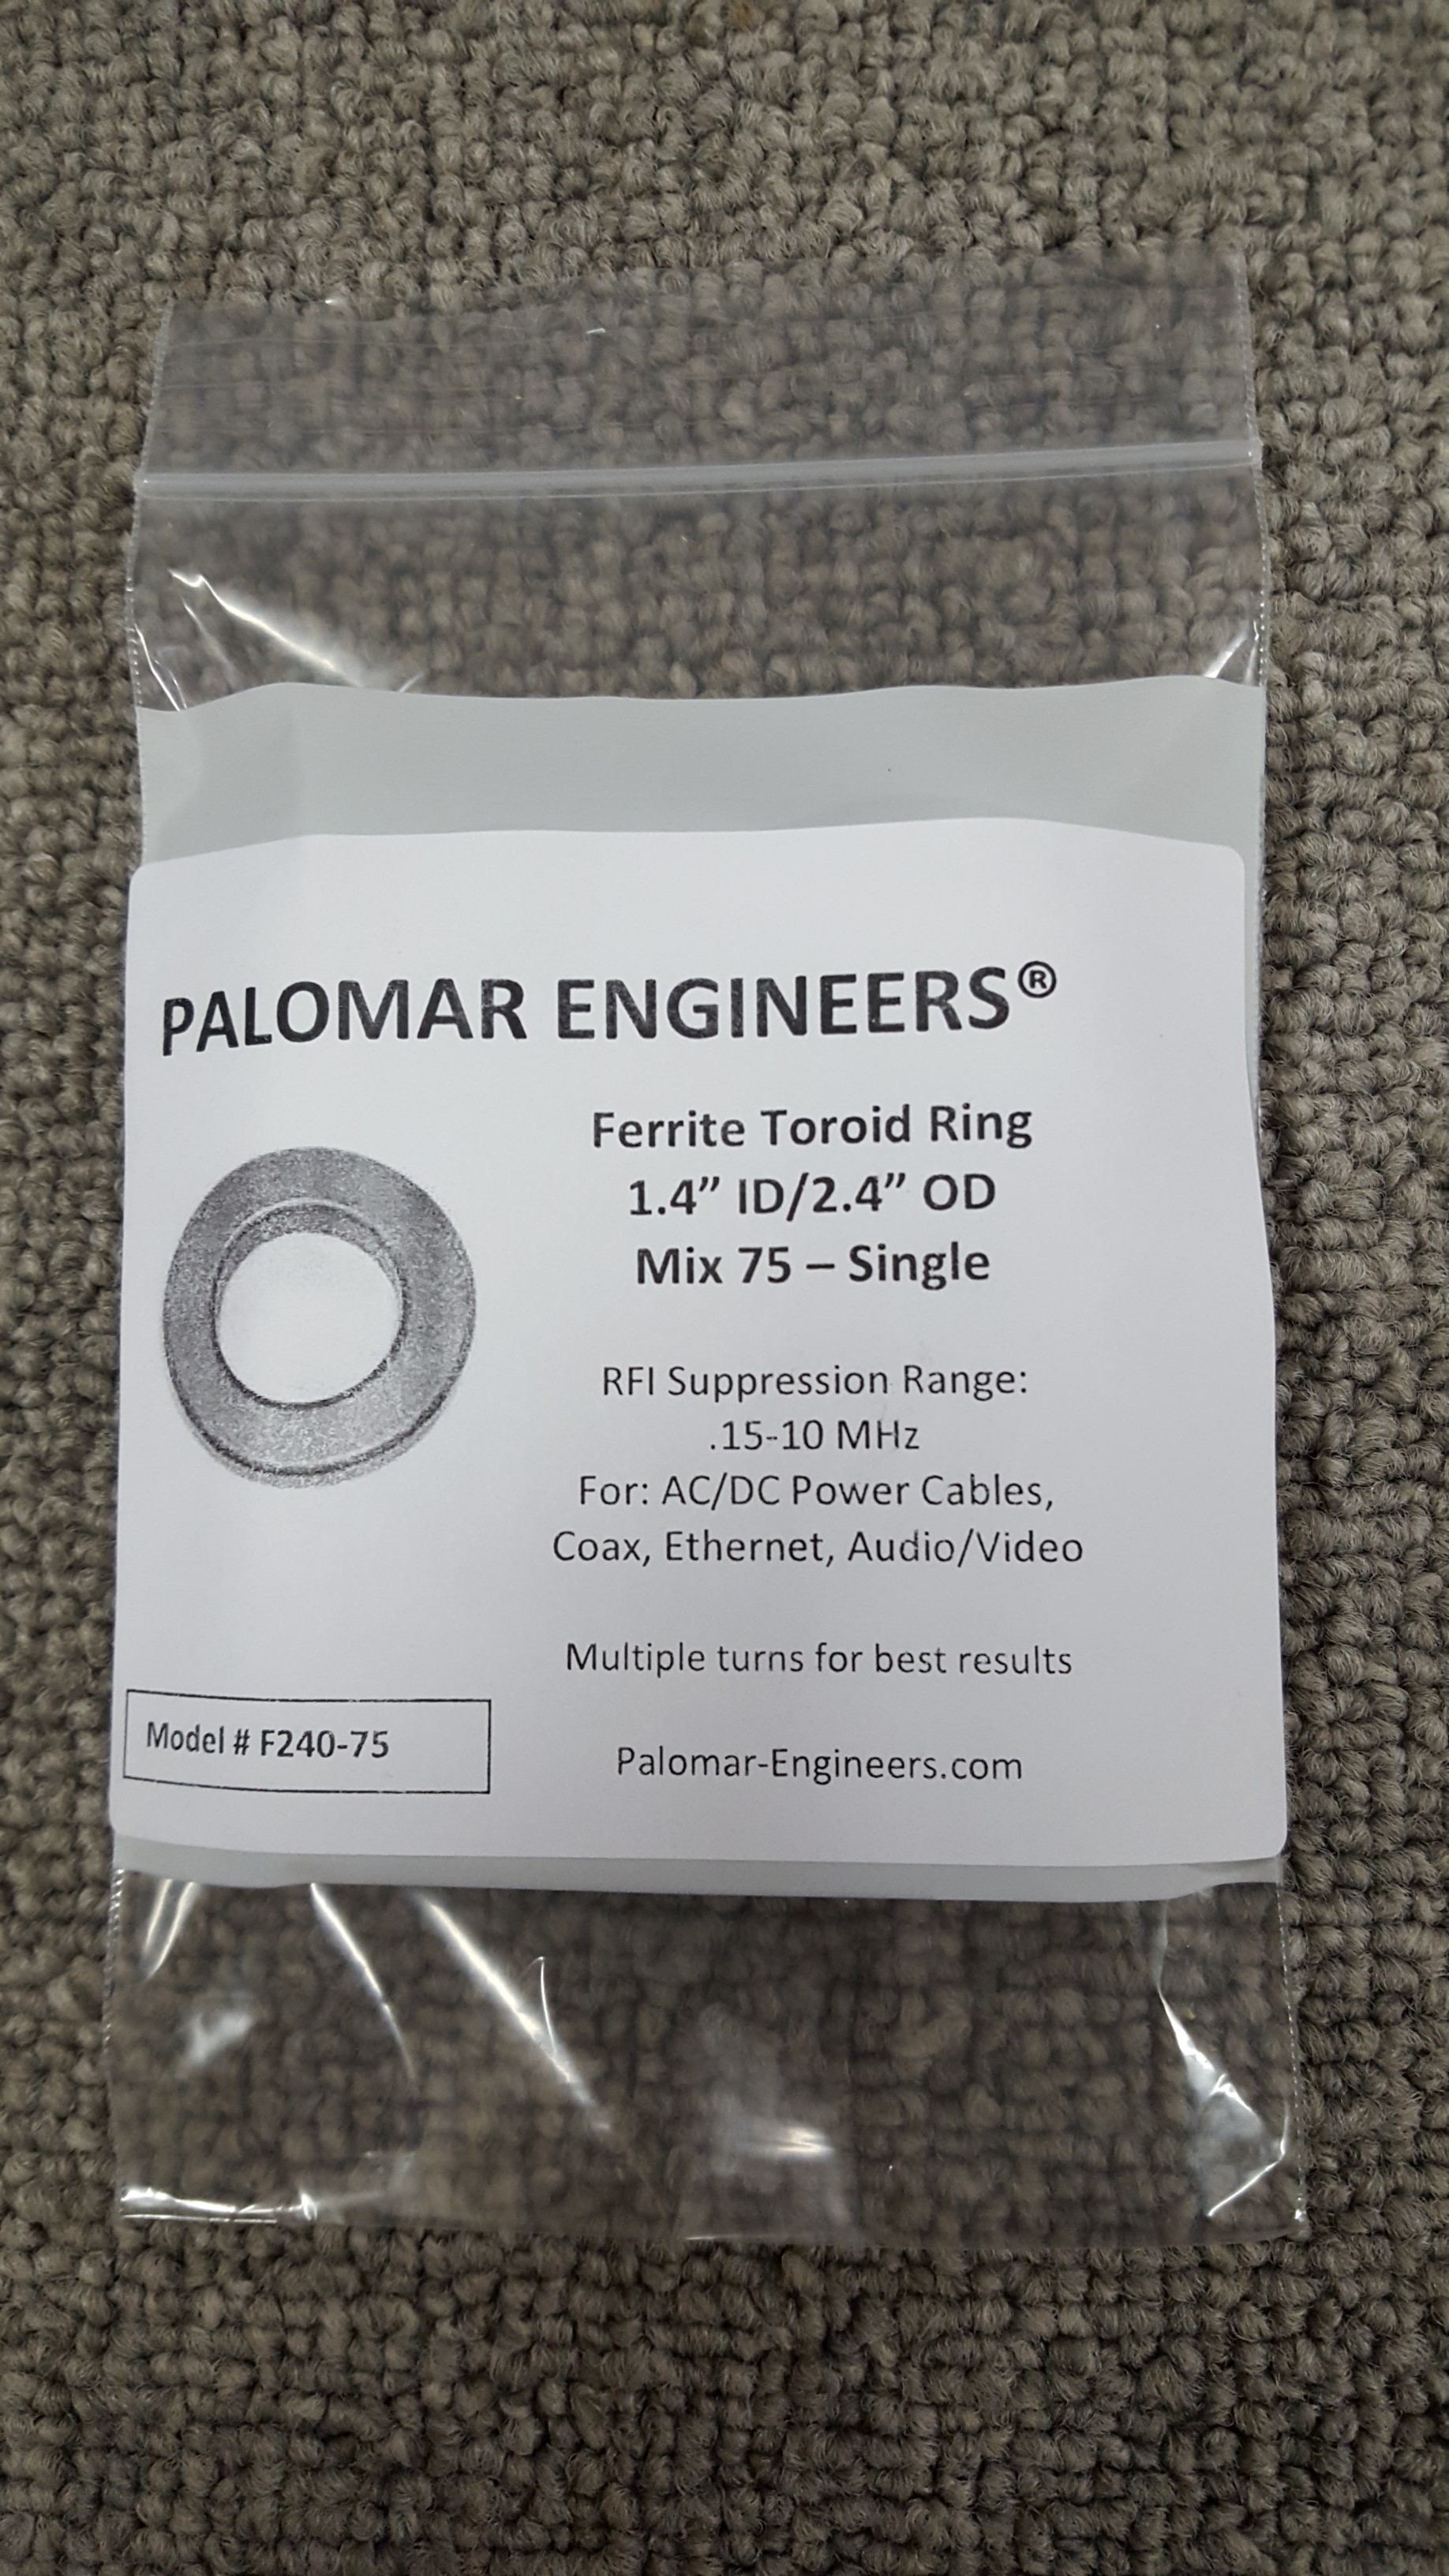 PALOMAR ENGINEERS®
Ferrite Toroid Ring
1.4” ID/2.4” OD
Mix 75 – Single
RFI Suppression Range:
.15-10 MHz
For: AC/DC Power Cables,
Coax, Ethernet, Audio/Video
Multiple turns for best results
Model # F240-75
Palomar-Engineers.com